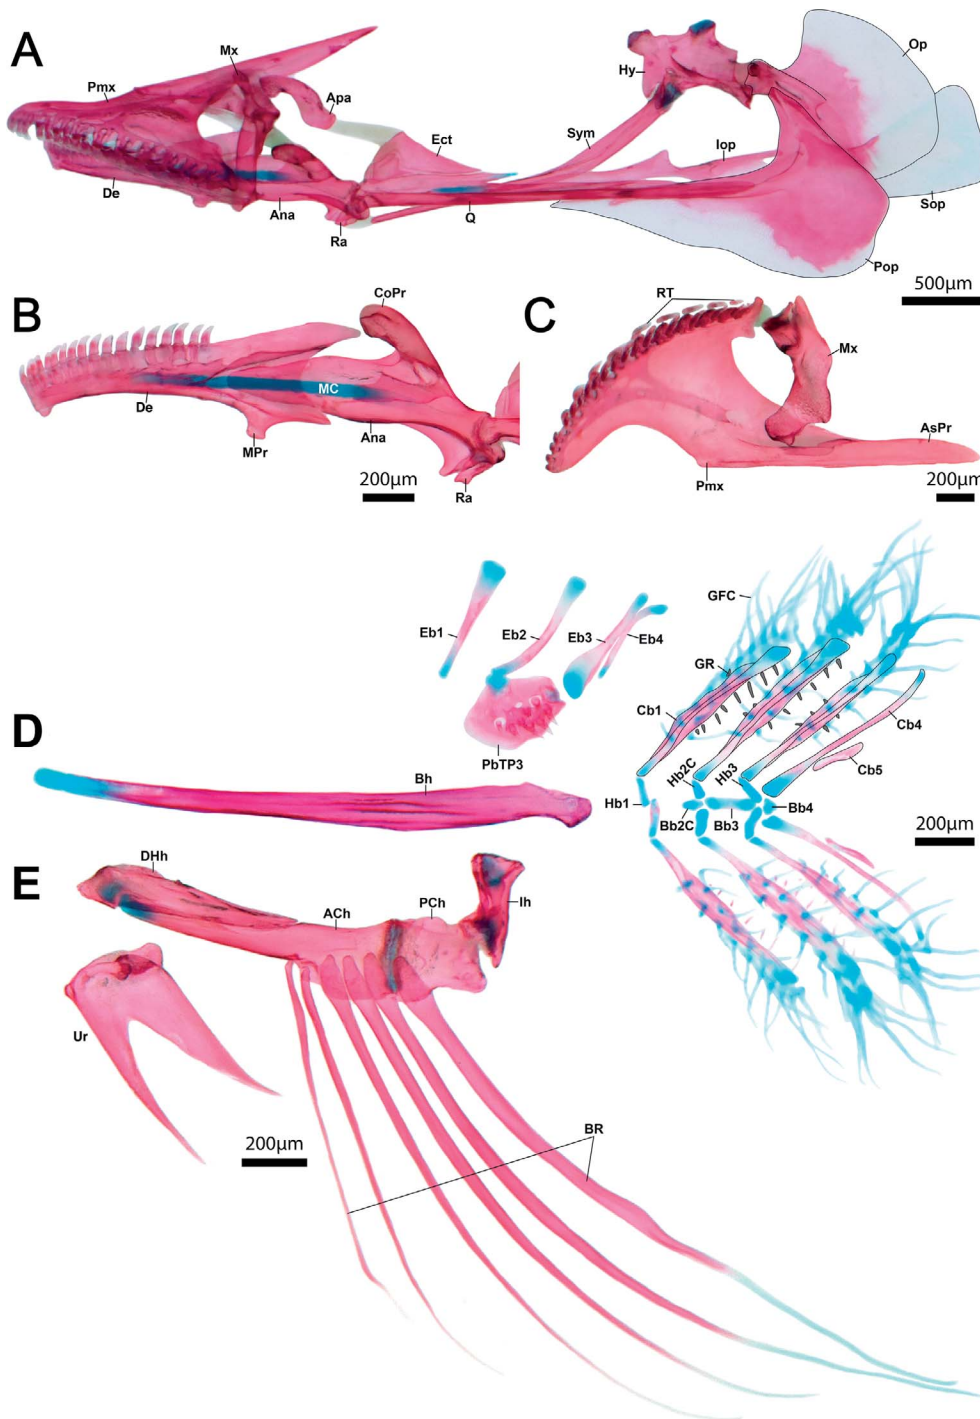 A
Mx
Pmx
Apa
Ect
De
Ana
Ra
Q
Sym
Hy
Iop
Op
Sop
Pop
500μm
B
CoPr
MC
De
MPr
Ana
Ra
200μm
C
RT
Mx
AsPr
Pmx
200μm
D
Eb1
Eb2
Eb3
Eb4
PbTP3
Bh
GFC
GR
Cb1
Cb4
Cb5
Hb1
Hb2C
Hb3
Bb2C
Bb3
Bb4
200μm
E
DHh
ACh
PCh
Ih
Ur
BR
200μm